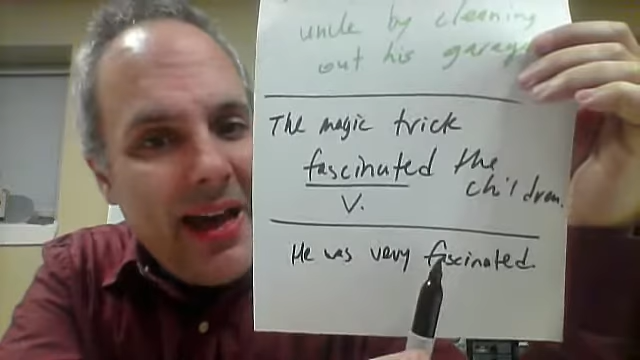 uncle by cleaning
out his garage
The magic trick
fascinated the
children.
V.
He was very fascinated.